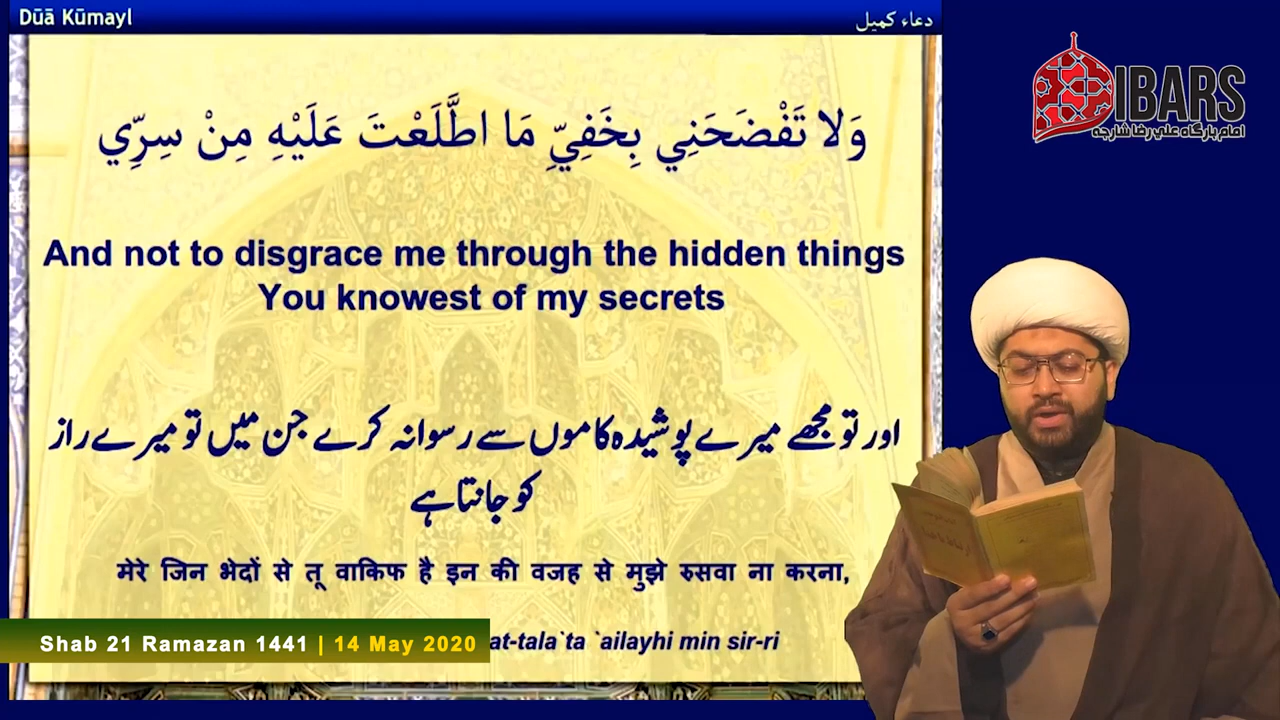 Dūā Kūmayl
دعاء كميل
IBARS
امام بارگاه علي رضا شارجه
وَلا تَفْضَحَنِي بِخَفِيِّ مَا اطَّلَعْتَ عَلَيْهِ مِنْ سِرِّي
And not to disgrace me through the hidden things
You knowest of my secrets
اور تو مجھے میرے پوشیدہ کاموں سے رسوا نہ کرے جن میں تو میرے راز
کو جانتا ہے
मेरे जिन भेदों से तू वाकिफ है इन की वजह से मुझे रुसवा ना करना,
at-tala`ta `ailayhi min sir-ri
Shab 21 Ramazan 1441 | 14 May 2020